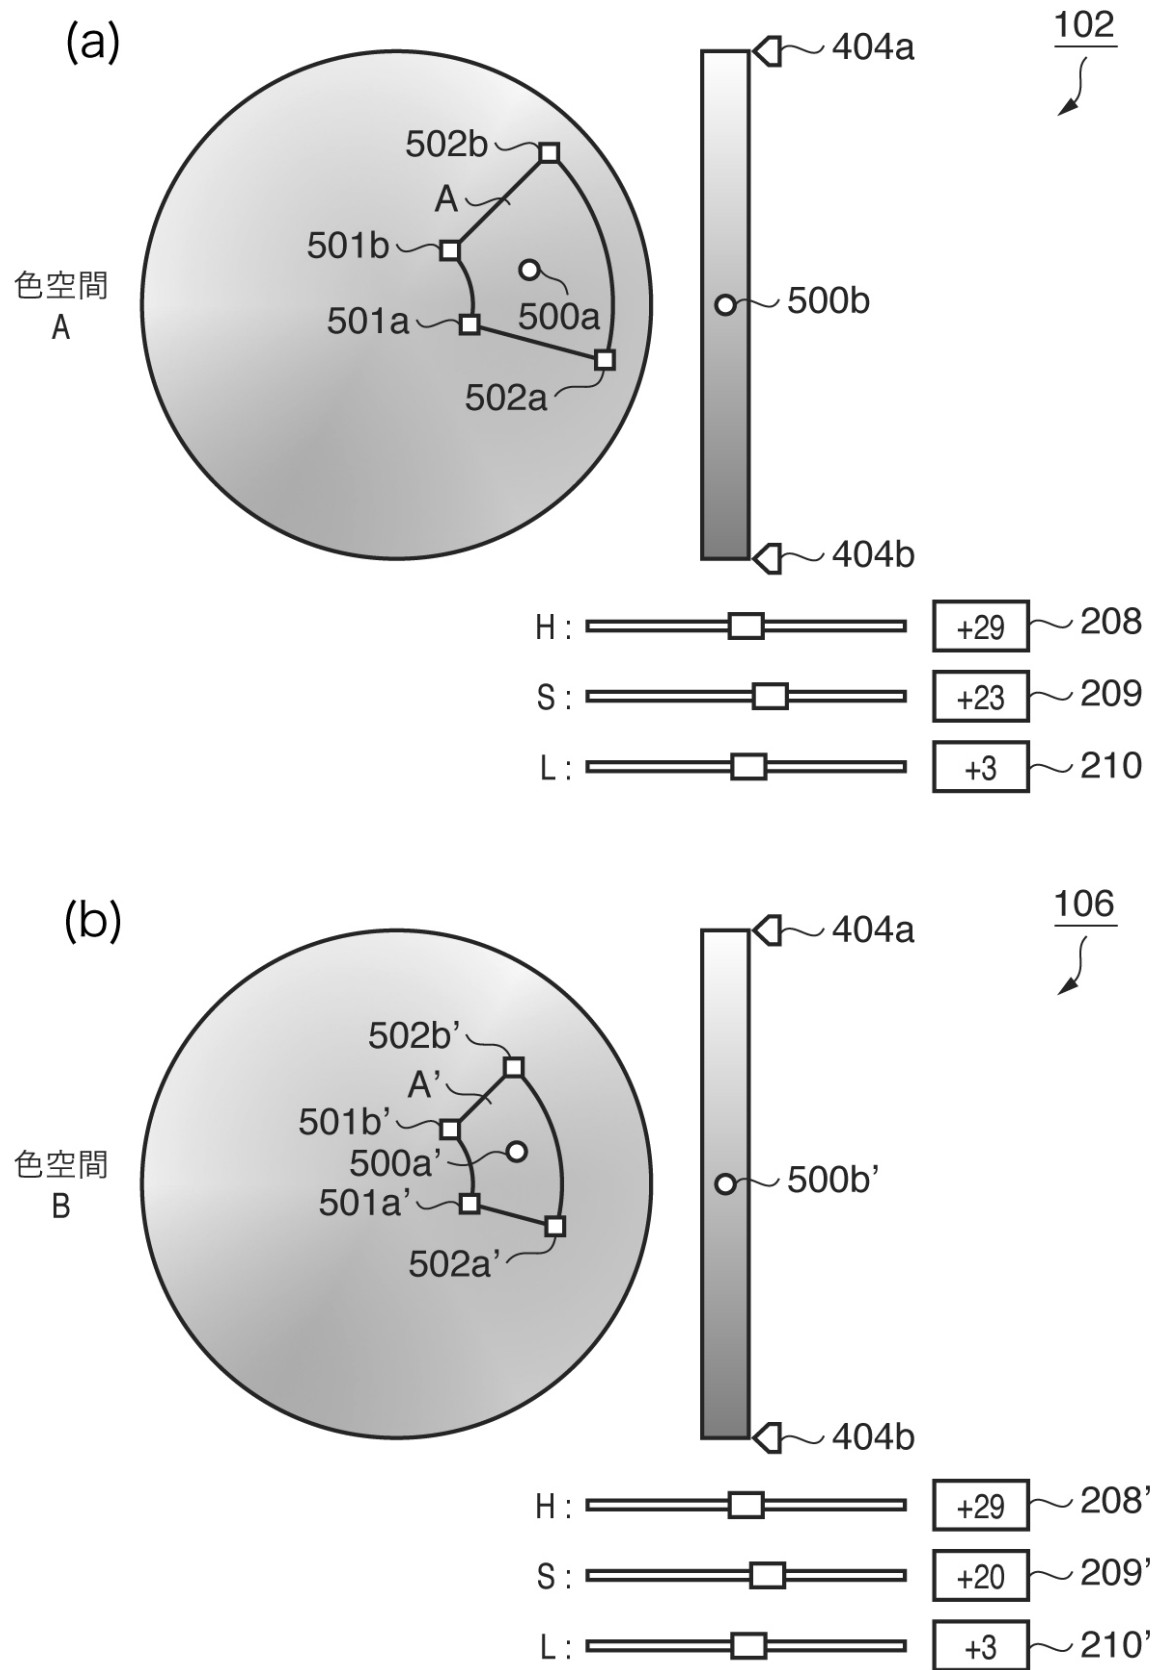 (a)
102
404a
502b
A
501b
色空間
A
500a
500b
501a
502a
404b
H :
+29
208
S :
+23
209
L :
+3
210
(b)
106
404a
502b’
A’
501b’
500a’
色空間
B
500b’
501a’
502a’
404b
H :
+29
208’
S :
+20
209’
L :
+3
210’